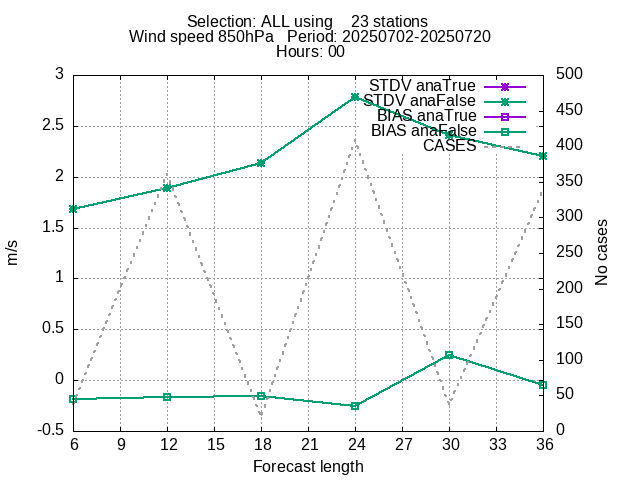 Selection: ALL using    23 stations
Wind speed 850hPa   Period: 20250702-20250720
Hours: 00
3
2.5
2
1.5
1
0.5
0
-0.5
m/s
500
450
400
350
300
250
200
150
100
50
0
No cases
STDV anaTrue
STDV anaFalse
BIAS anaTrue
BIAS anaFalse
CASES
6 9 12 15 18 21 24 27 30 33 36
Forecast length